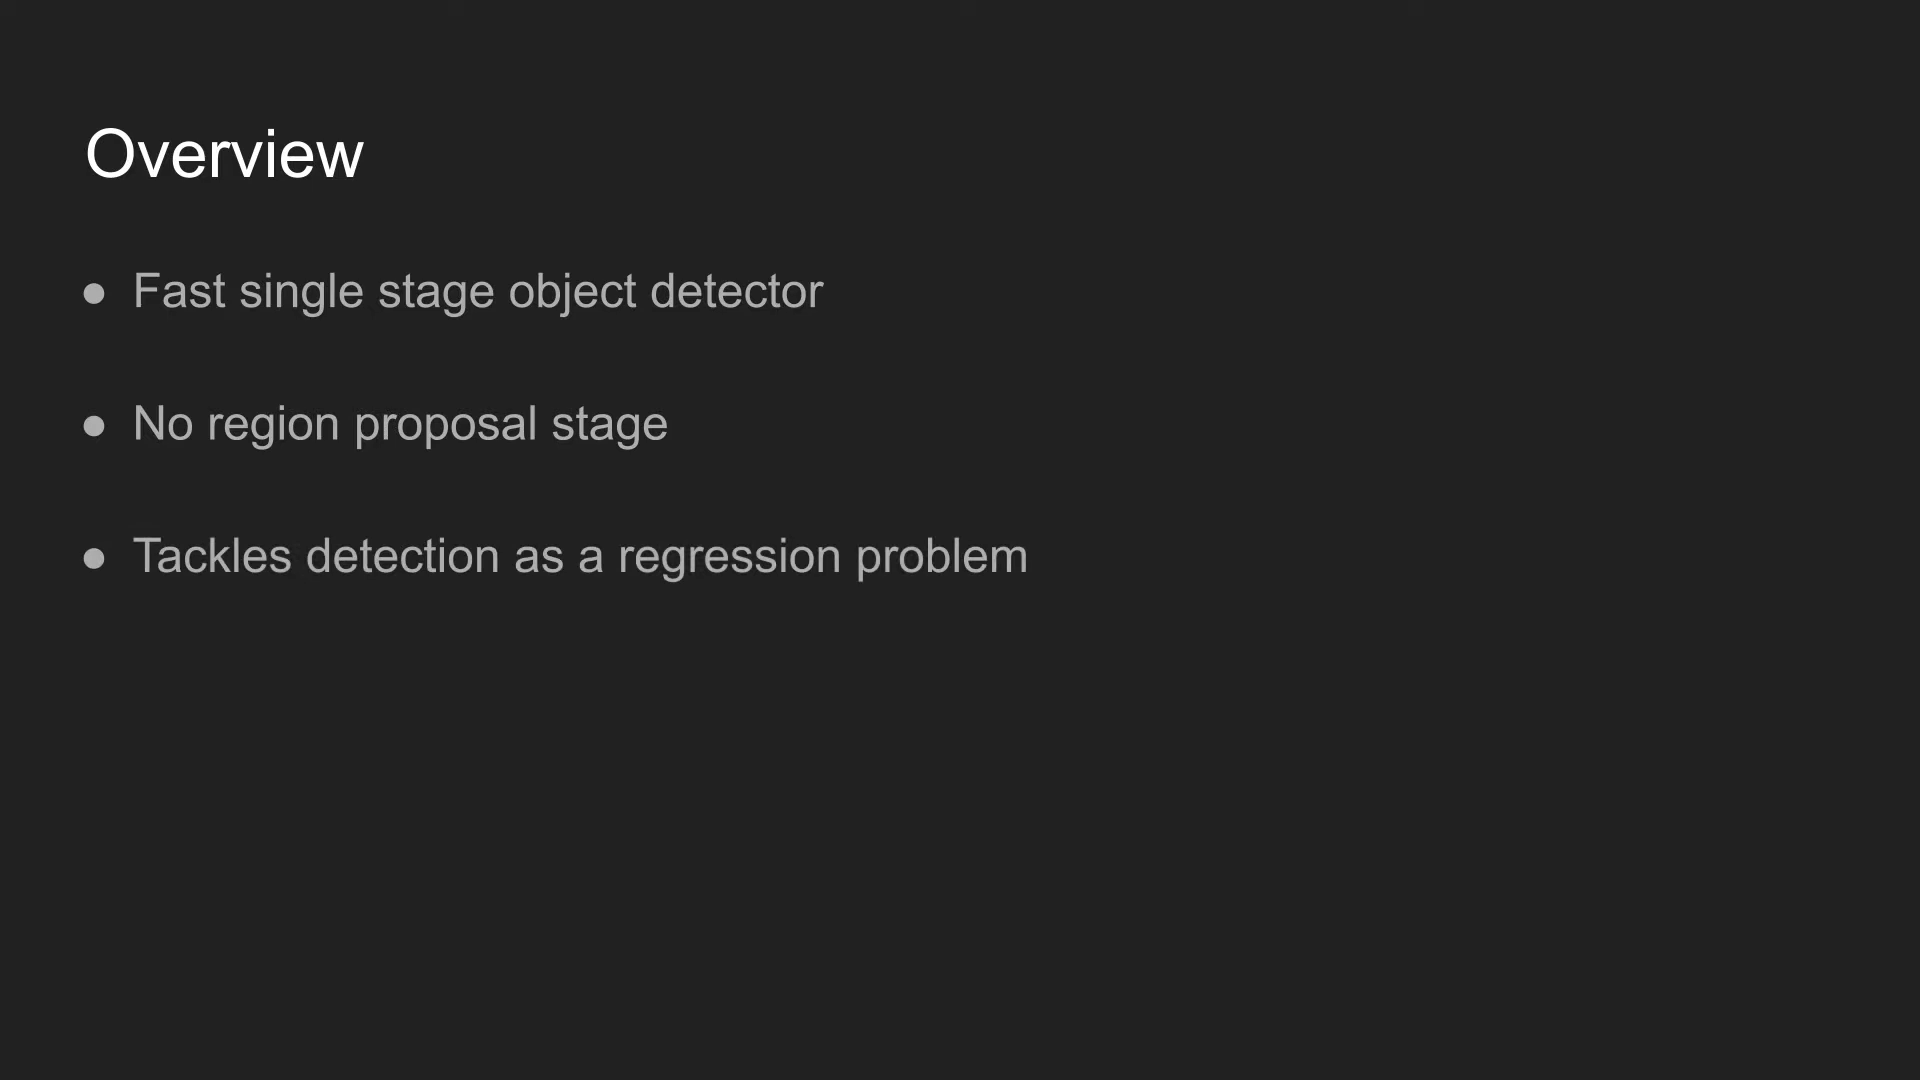 Overview
● Fast single stage object detector
● No region proposal stage
● Tackles detection as a regression problem